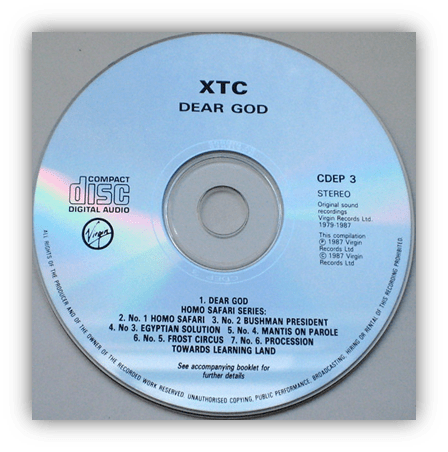 XTC
DEAR GOD
COMPACT
disc
DIGITAL AUDIO
Virgin
CDEP 3
STEREO
Original sound
recordings
Virgin Records Ltd.
1979-1987
This compilation
℗ 1987 Virgin
Records Ltd
© 1987 Virgin
Records Ltd
1. DEAR GOD
HOMO SAFARI SERIES:
2. No. 1 HOMO SAFARI 3. No. 2 BUSHMAN PRESIDENT
4. No 3. EGYPTIAN SOLUTION 5. No. 4. MANTIS ON PAROLE
6. No. 5. FROST CIRCUS 7. No. 6. PROCESSION
TOWARDS LEARNING LAND
See accompanying booklet for
further details
ALL RIGHTS OF THE PRODUCER AND OF THE OWNER OF THE RECORDED WORK RESERVED. UNAUTHORISED COPYING, PUBLIC PERFORMANCE, BROADCASTING, HIRING OR RENTAL OF THIS RECORDING PROHIBITED.